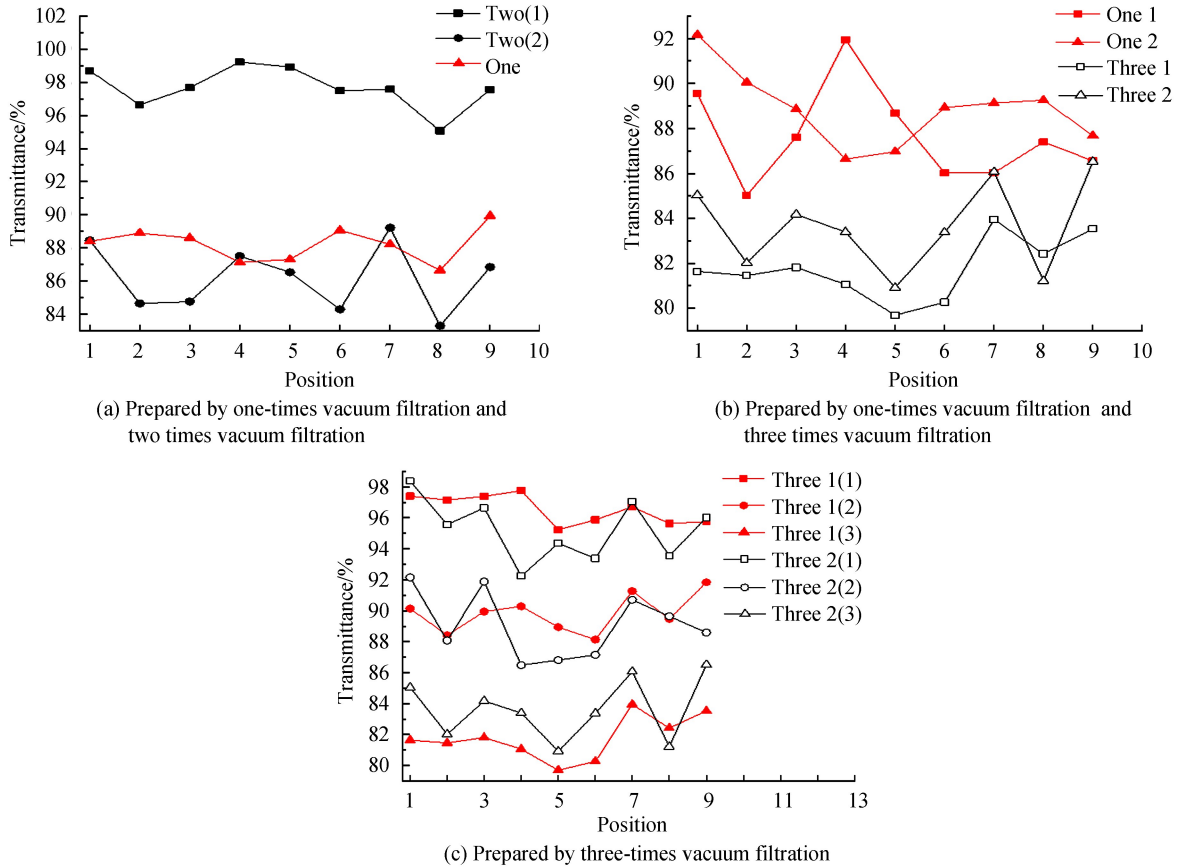 102
100
98
96
94
92
90
88
86
84
Transmittance/%
1 2 3 4 5 6 7 8 9 10
Position
Two(1)
Two(2)
One
(a) Prepared by one-times vacuum filtration and
two times vacuum filtration
92
90
88
86
84
82
80
Transmittance/%
1 2 3 4 5 6 7 8 9 10
Position
One 1
One 2
Three 1
Three 2
(b) Prepared by one-times vacuum filtration and
three times vacuum filtration
98
96
94
92
90
88
86
84
82
80
Transmittance/%
1 3 5 7 9 11 13
Position
Three 1(1)
Three 1(2)
Three 1(3)
Three 2(1)
Three 2(2)
Three 2(3)
(c) Prepared by three-times vacuum filtration